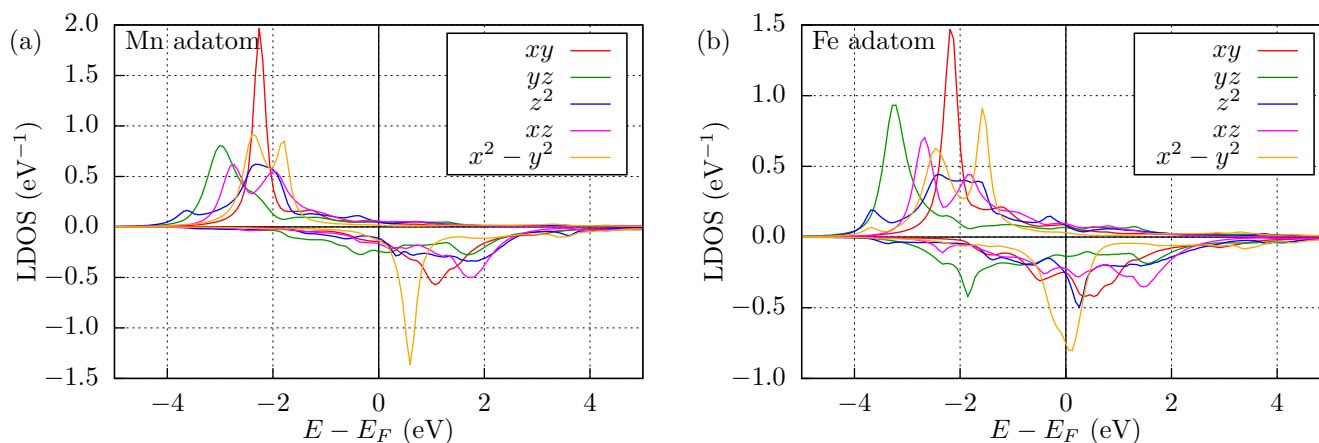 (a)
Mn adatom
xy
yz
z²
xz
x² − y²
LDOS (eV⁻¹)
2.0
1.5
1.0
0.5
0.0
−0.5
−1.0
−1.5
−4 −2 0 2 4
E − E_F (eV)
(b)
Fe adatom
xy
yz
z²
xz
x² − y²
LDOS (eV⁻¹)
1.5
1.0
0.5
0.0
−0.5
−1.0
−4 −2 0 2 4
E − E_F (eV)